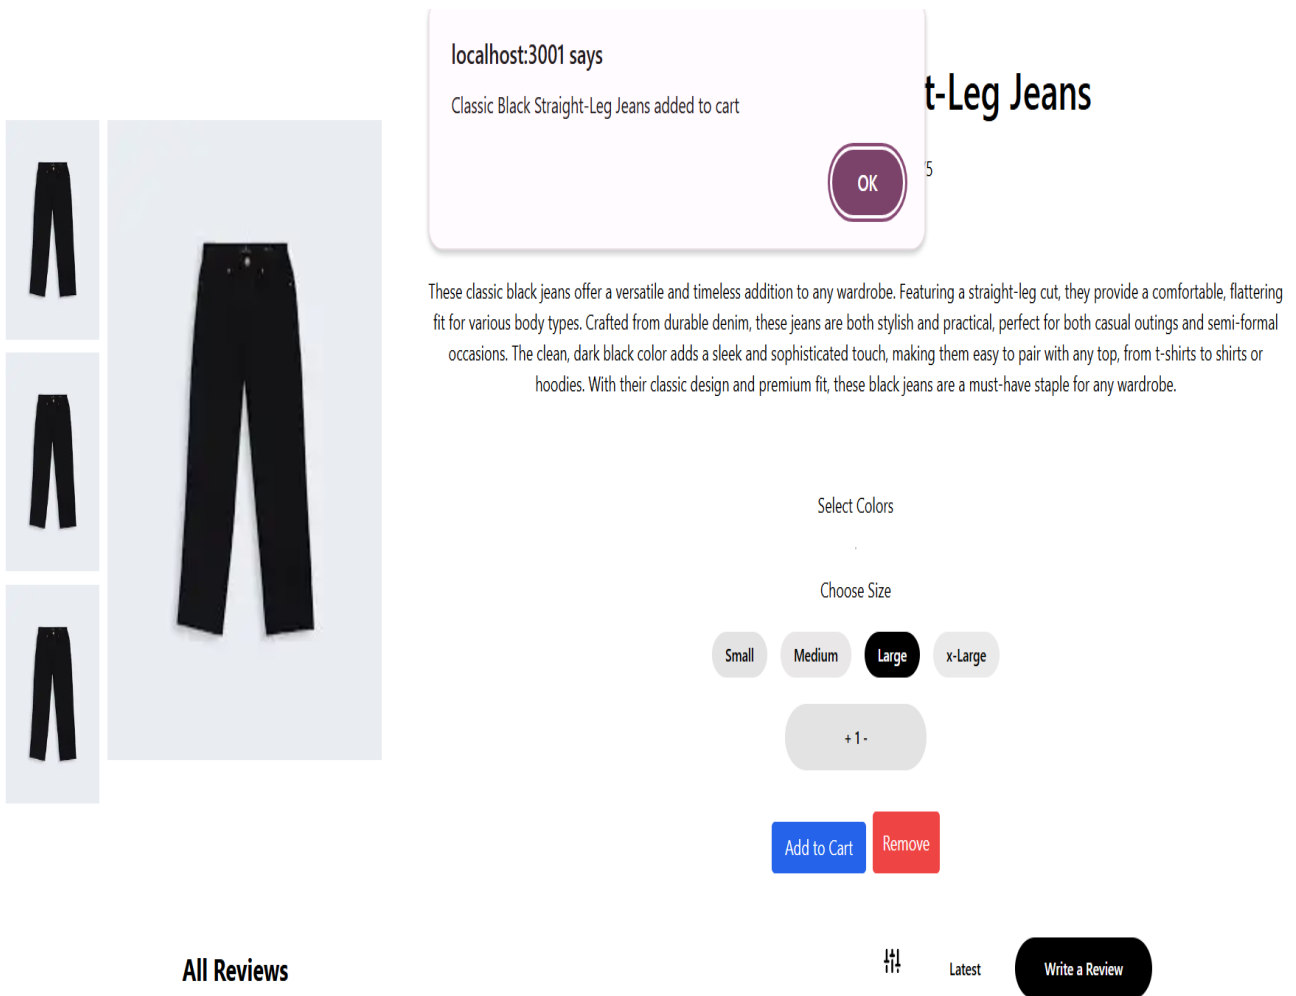 localhost:3001 says
Classic Black Straight-Leg Jeans added to cart
OK
t-Leg Jeans
/5
These classic black jeans offer a versatile and timeless addition to any wardrobe. Featuring a straight-leg cut, they provide a comfortable, flattering
fit for various body types. Crafted from durable denim, these jeans are both stylish and practical, perfect for both casual outings and semi-formal
occasions. The clean, dark black color adds a sleek and sophisticated touch, making them easy to pair with any top, from t-shirts to shirts or
hoodies. With their classic design and premium fit, these black jeans are a must-have staple for any wardrobe.
Select Colors
Choose Size
Small Medium Large x-Large
+ 1 -
Add to Cart Remove
All Reviews Latest Write a Review